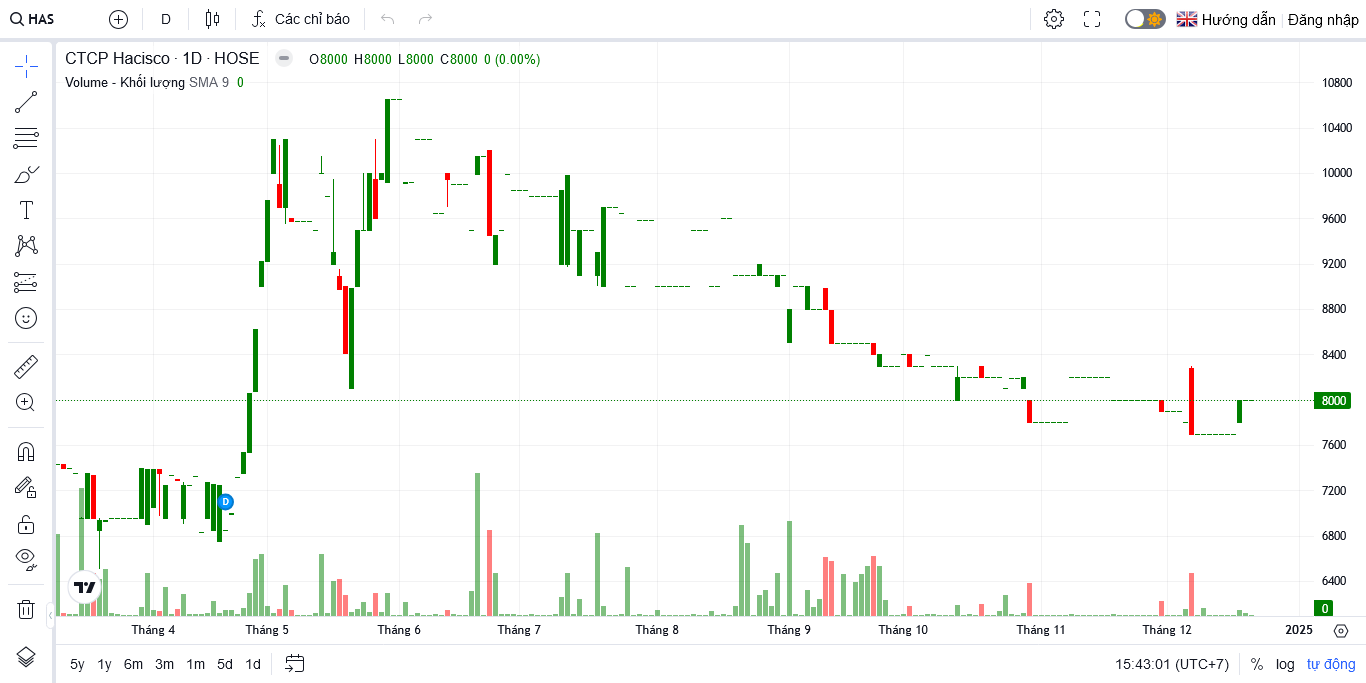 HAS D Các chỉ báo Hướng dẫn Đăng nhập
CTCP Hacisco · 1D · HOSE O8000 H8000 L8000 C8000 0 (0.00%)
Volume - Khối lượng SMA 9 0
10800
10400
10000
9600
9200
8800
8400
8000
7600
7200
D
6800
6400
0
Tháng 4 Tháng 5 Tháng 6 Tháng 7 Tháng 8 Tháng 9 Tháng 10 Tháng 11 Tháng 12 2025
5y 1y 6m 3m 1m 5d 1d 15:43:01 (UTC+7) % log tự động